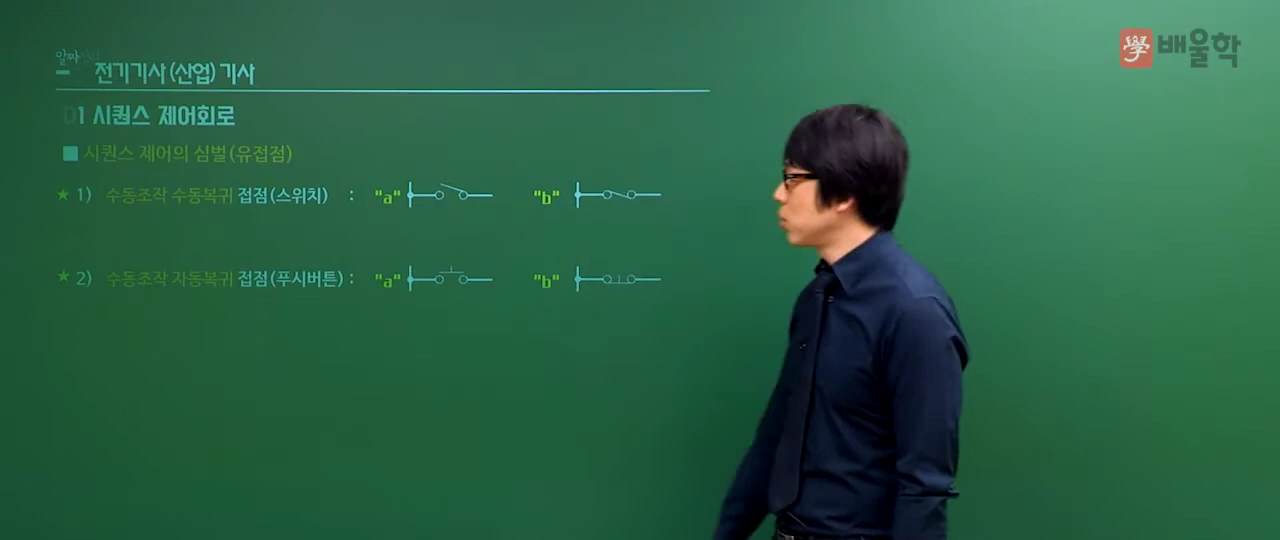 알짜
전기기사(산업)기사
01 시퀀스 제어회로
시퀀스 제어의 심벌(유접점)
★ 1) 수동조작 수동복귀 접점(스위치) : "a" "b"
★ 2) 수동조작 자동복귀 접점(푸시버튼) : "a" "b"
學 배울학